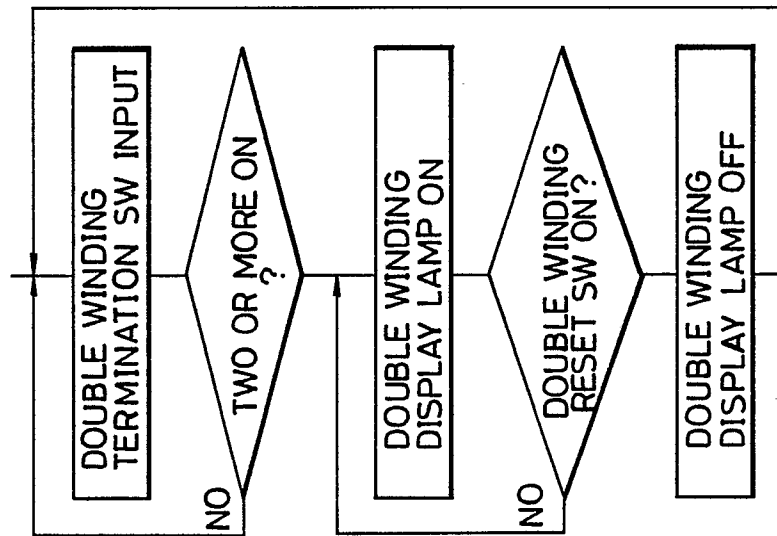 DOUBLE WINDING
TERMINATION SW INPUT
TWO OR MORE ON
?
NO
DOUBLE WINDING
DISPLAY LAMP ON
DOUBLE WINDING
RESET SW ON?
NO
DOUBLE WINDING
DISPLAY LAMP OFF